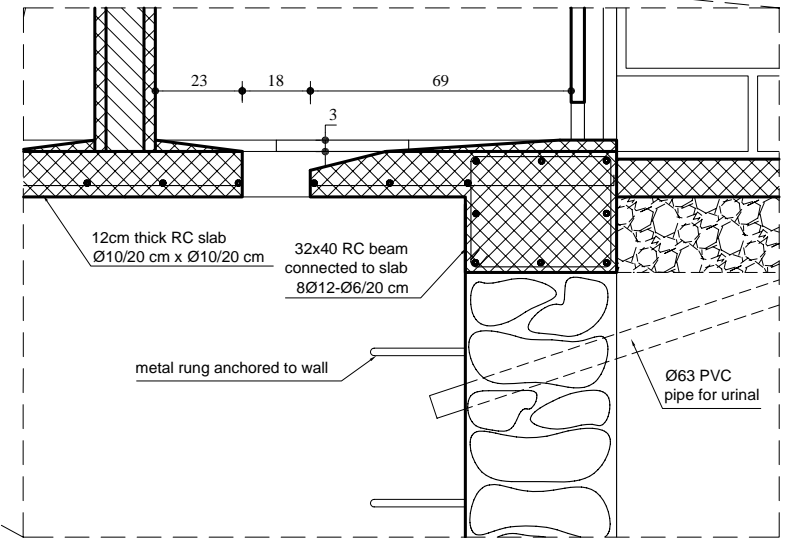 23
18
69
3
12cm thick RC slab
Ø10/20 cm x Ø10/20 cm
32x40 RC beam
connected to slab
8Ø12-Ø6/20 cm
metal rung anchored to wall
Ø63 PVC
pipe for urinal